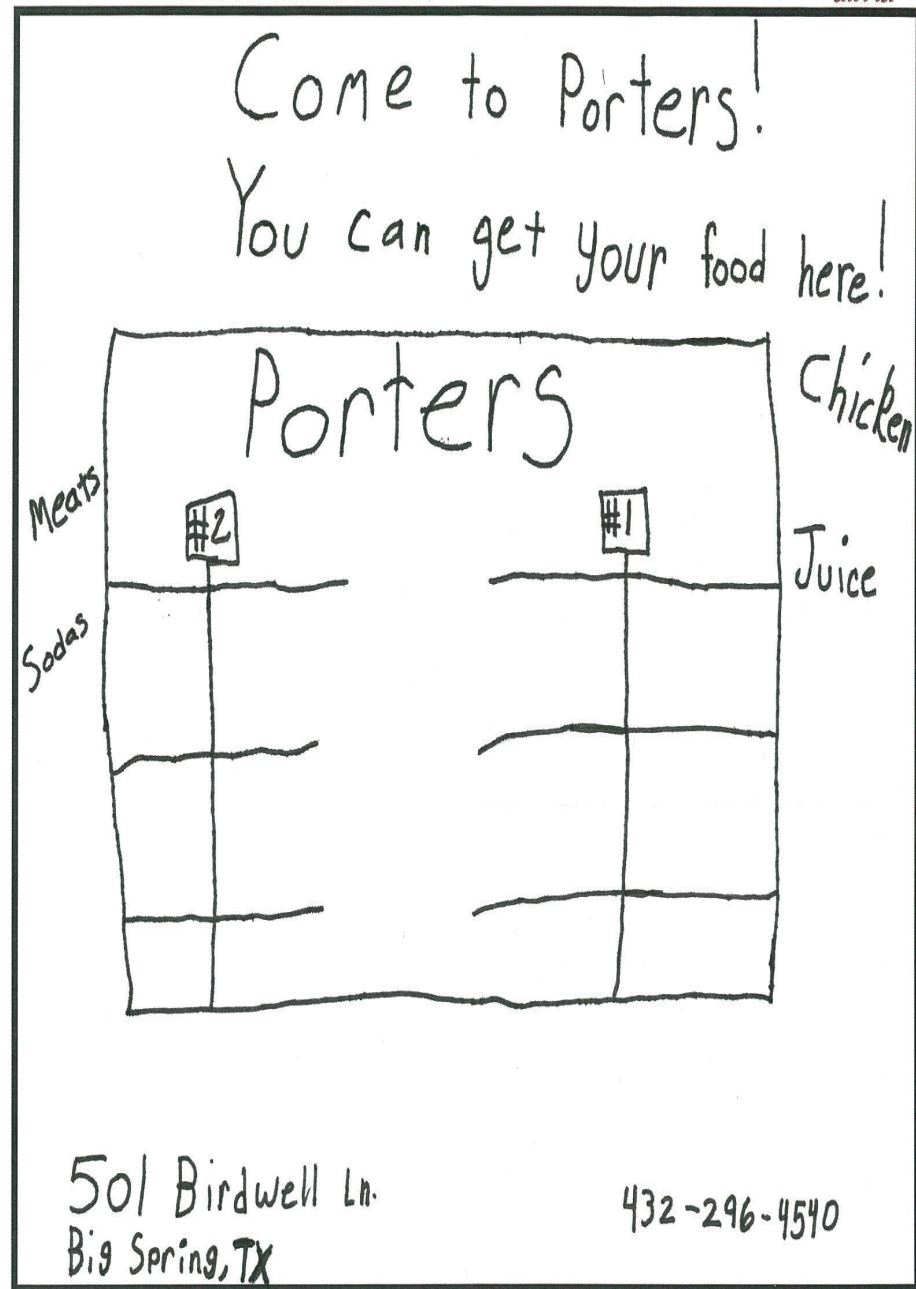 Come to Porters!
You can get your food here!
Porters
Chicken
Meats
#2
#1
Juice
Sodas
501 Birdwell Ln.
Big Spring, TX
432-296-4540